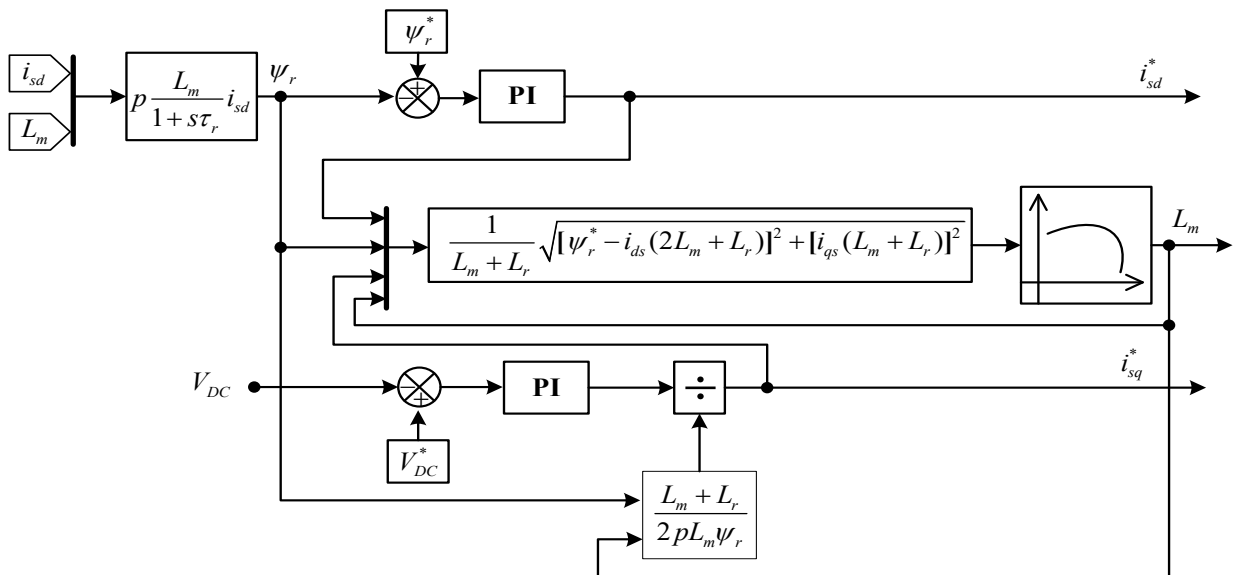 ψ_r^*
i_sd
L_m
p L_m / (1 + sτ_r) i_sd
ψ_r
− +
PI
i_sd^*
1 / (L_m + L_r) √([ψ_r^* − i_ds(2L_m + L_r)]^2 + [i_qs(L_m + L_r)]^2)
L_m
V_DC
− +
PI
÷
i_sq^*
V_DC^*
(L_m + L_r) / (2pL_mψ_r)